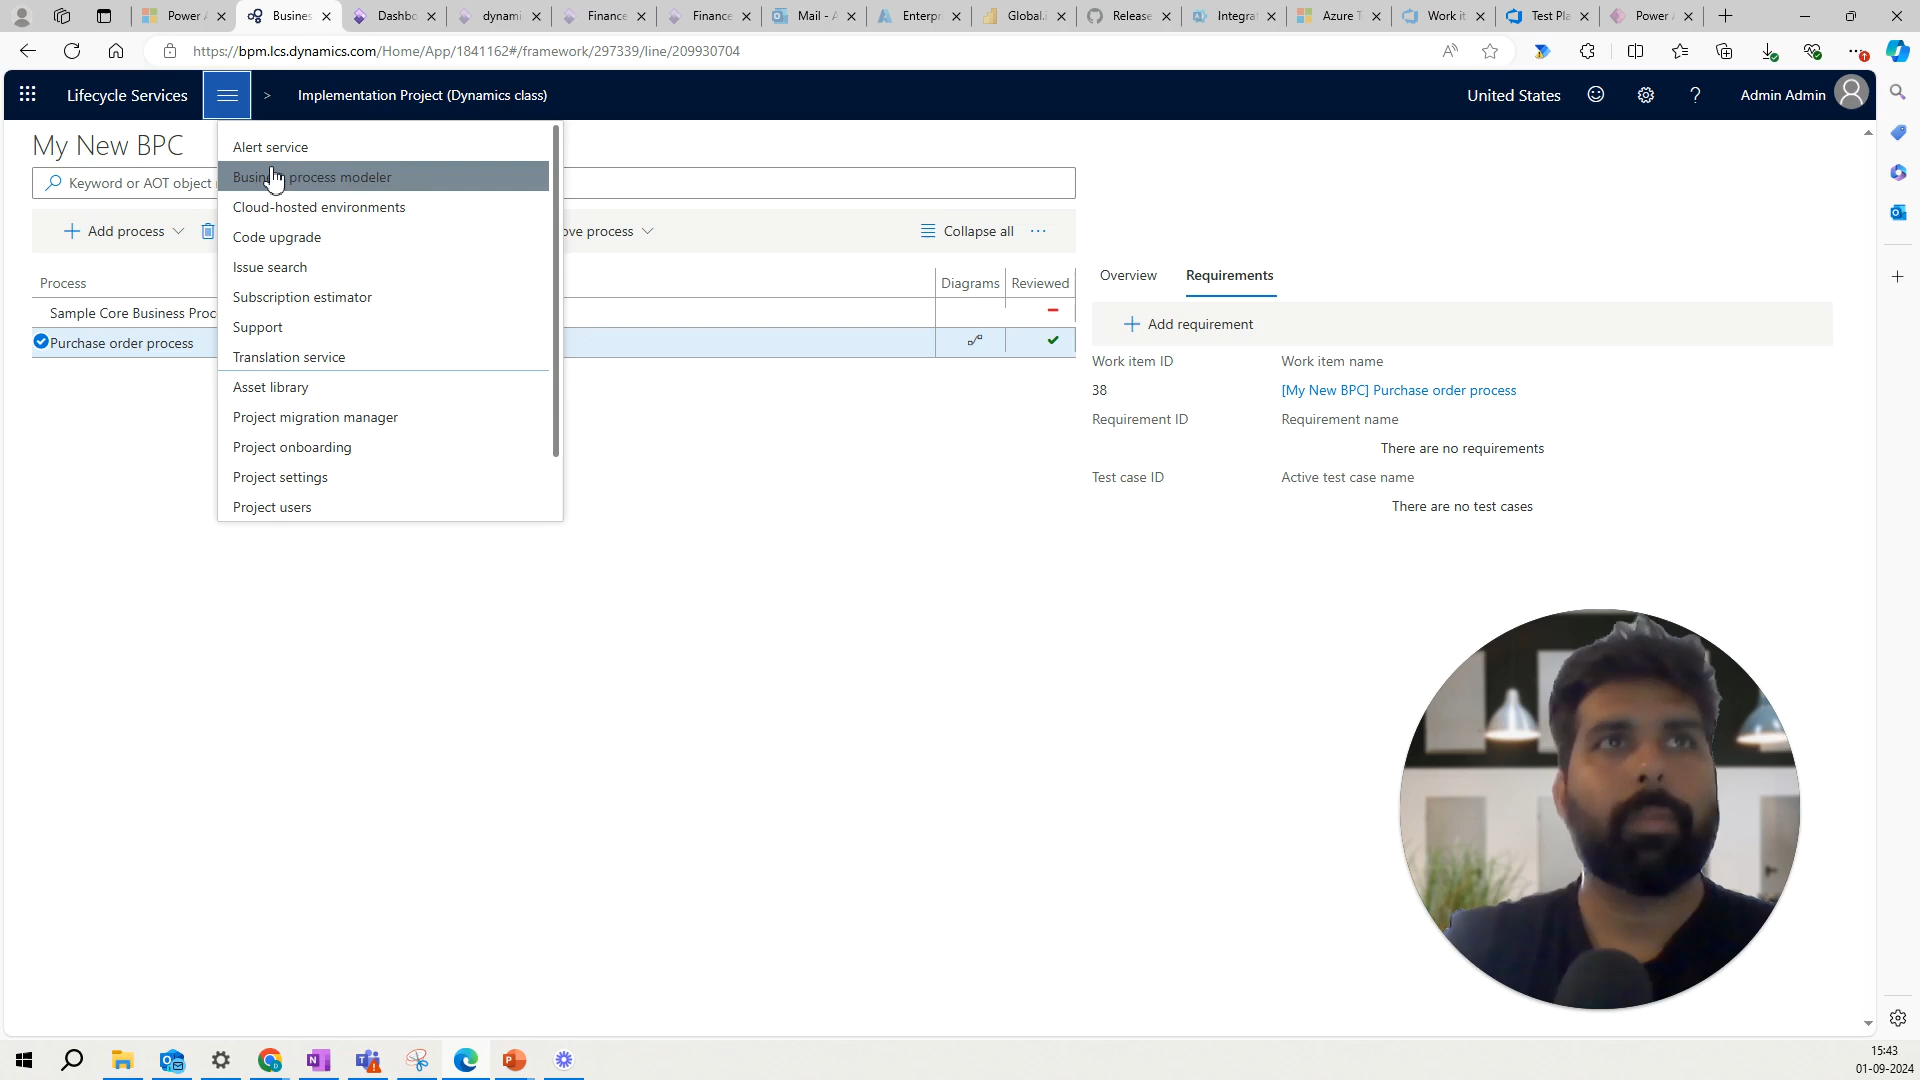 Power A
Busines
Dashbo
dynami
Finance
Finance
Mail - A
Enterpr
Global.i
Release
Integrat
Azure T
Work it
Test Pla
Power A
https://bpm.lcs.dynamics.com/Home/App/1841162#/framework/297339/line/209930704
Lifecycle Services
>
Implementation Project (Dynamics class)
United States
?
Admin Admin
My New BPC
Keyword or AOT object
Add process
ove process
Collapse all
Process
Diagrams
Reviewed
Sample Core Business Proc
Purchase order process
Alert service
Busin process modeler
Cloud-hosted environments
Code upgrade
Issue search
Subscription estimator
Support
Translation service
Asset library
Project migration manager
Project onboarding
Project settings
Project users
Overview
Requirements
Add requirement
Work item ID
Work item name
38
[My New BPC] Purchase order process
Requirement ID
Requirement name
There are no requirements
Test case ID
Active test case name
There are no test cases
15:43
01-09-2024